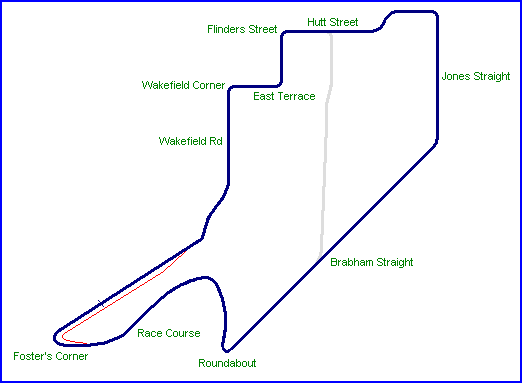 Flinders Street
Hutt Street
Jones Straight
Wakefield Corner
East Terrace
Wakefield Rd
Brabham Straight
Race Course
Foster's Corner
Roundabout